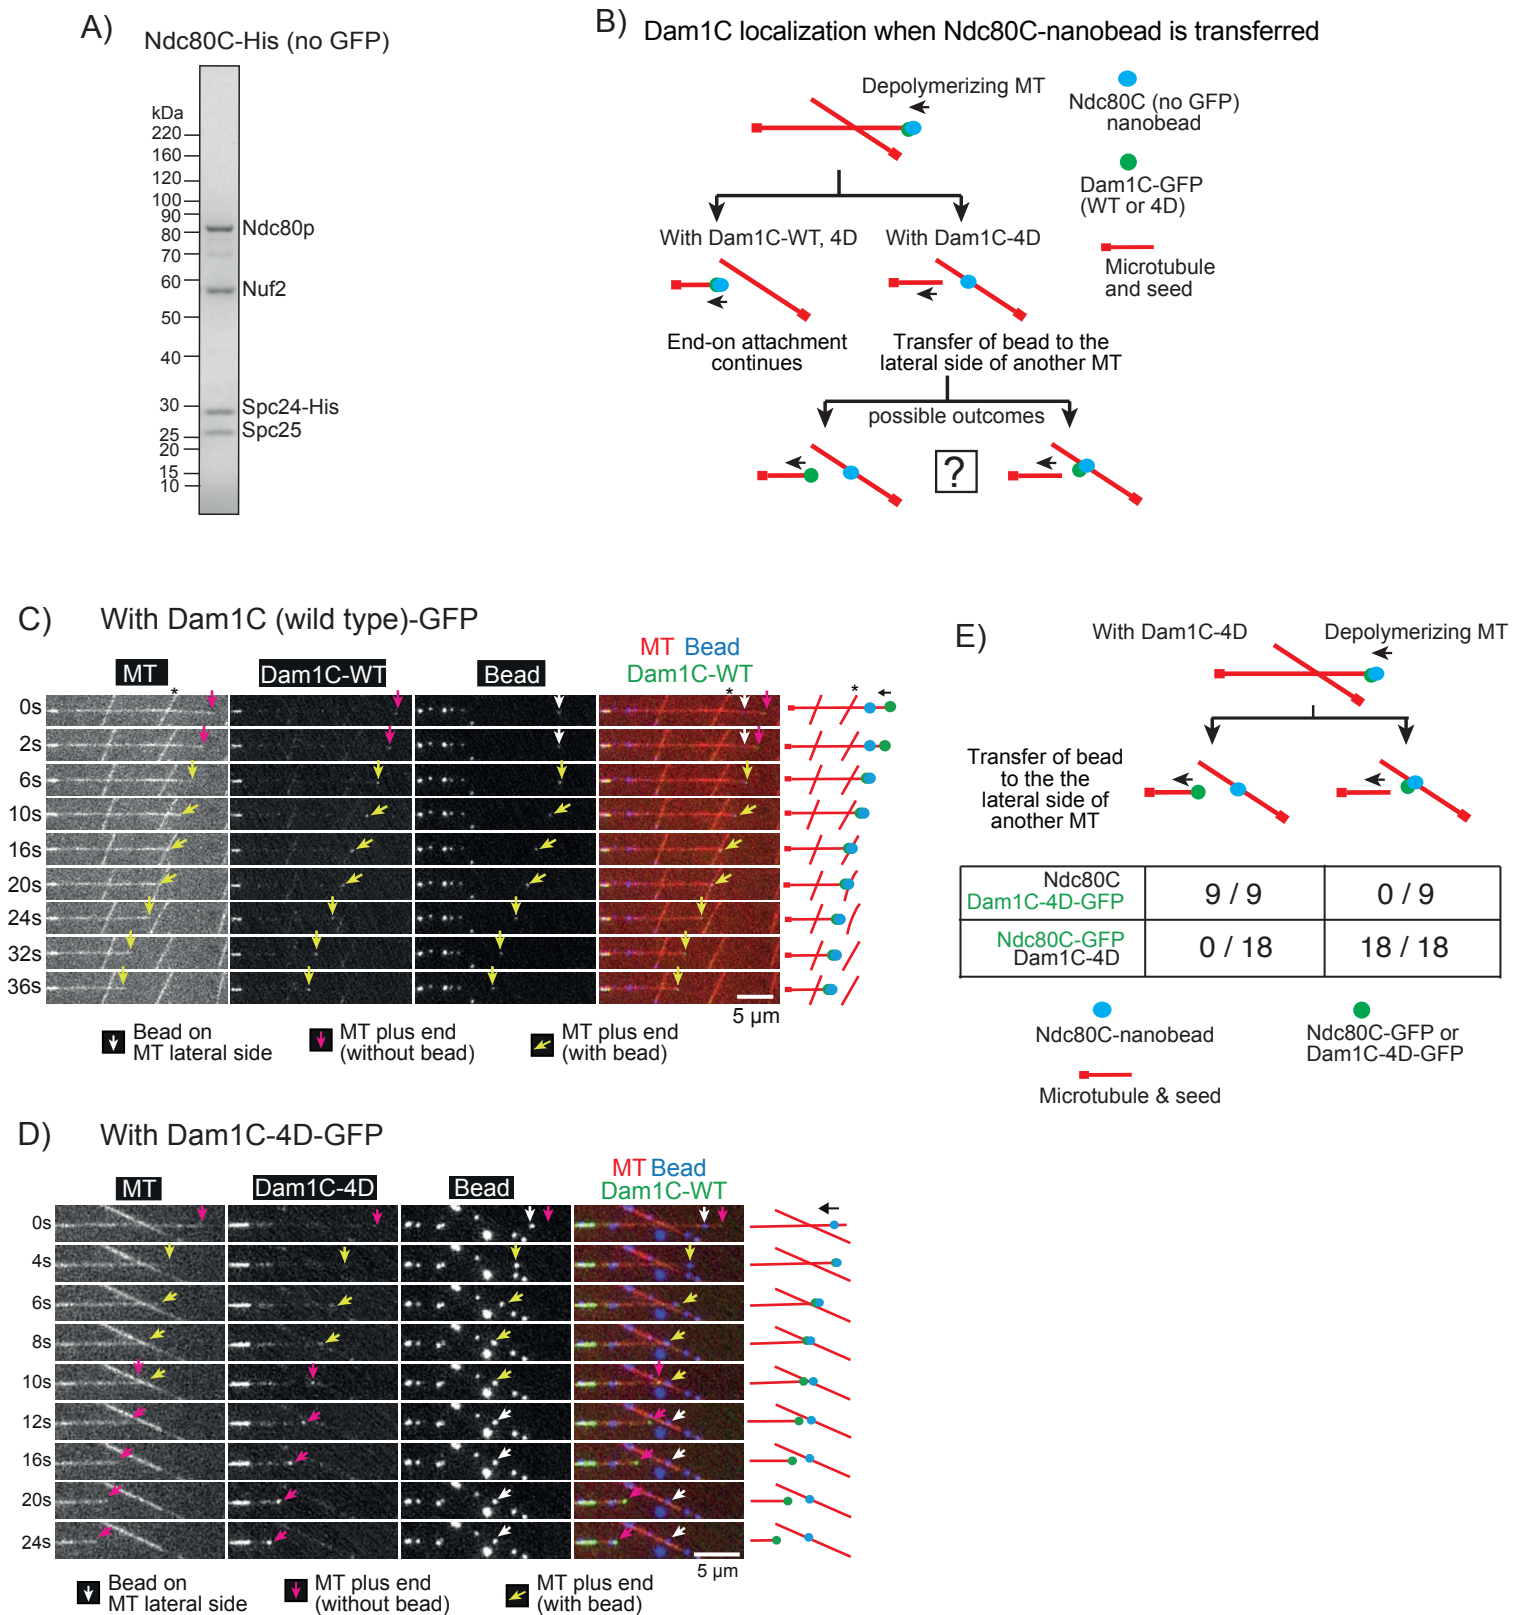 A)
Ndc80C-His (no GFP)
kDa
220
160
120
100
90
80
70
60
50
40
30
25
20
15
10
Ndc80p
Nuf2
Spc24-His
Spc25
B)
Dam1C localization when Ndc80C-nanobead is transferred
Depolymerizing MT
Ndc80C (no GFP)
nanobead
Dam1C-GFP
(WT or 4D)
Microtubule
and seed
With Dam1C-WT, 4D
With Dam1C-4D
End-on attachment
continues
Transfer of bead to the
lateral side of another MT
possible outcomes
?
C)
With Dam1C (wild type)-GFP
MT
Dam1C-WT
Bead
MT Bead
Dam1C-WT
*
*
*
0s
2s
6s
10s
16s
20s
24s
32s
36s
5 µm
Bead on
MT lateral side
MT plus end
(without bead)
MT plus end
(with bead)
D)
With Dam1C-4D-GFP
MT
Dam1C-4D
Bead
MT Bead
Dam1C-WT
0s
4s
6s
8s
10s
12s
16s
20s
24s
5 µm
Bead on
MT lateral side
MT plus end
(without bead)
MT plus end
(with bead)
E)
With Dam1C-4D
Depolymerizing MT
Transfer of bead
to the the
lateral side of
another MT
Ndc80C
Dam1C-4D-GFP
9 / 9
0 / 9
Ndc80C-GFP
Dam1C-4D
0 / 18
18 / 18
Ndc80C-nanobead
Ndc80C-GFP or
Dam1C-4D-GFP
Microtubule & seed